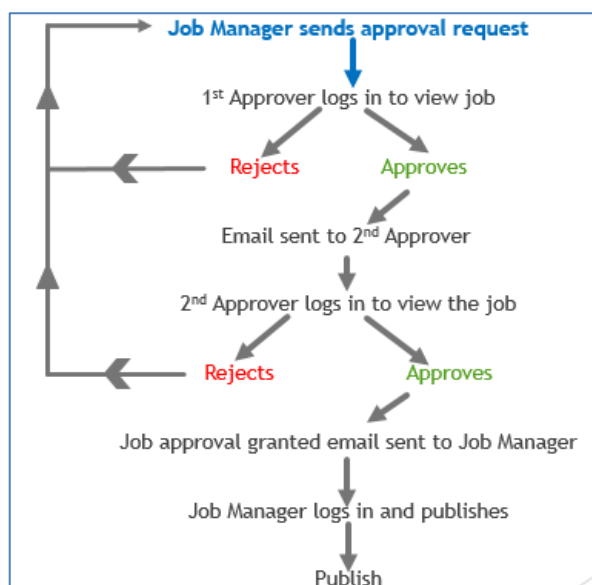 Job Manager sends approval request
1st Approver logs in to view job
Rejects Approves
Email sent to 2nd Approver
2nd Approver logs in to view the job
Rejects Approves
Job approval granted email sent to Job Manager
Job Manager logs in and publishes
Publish